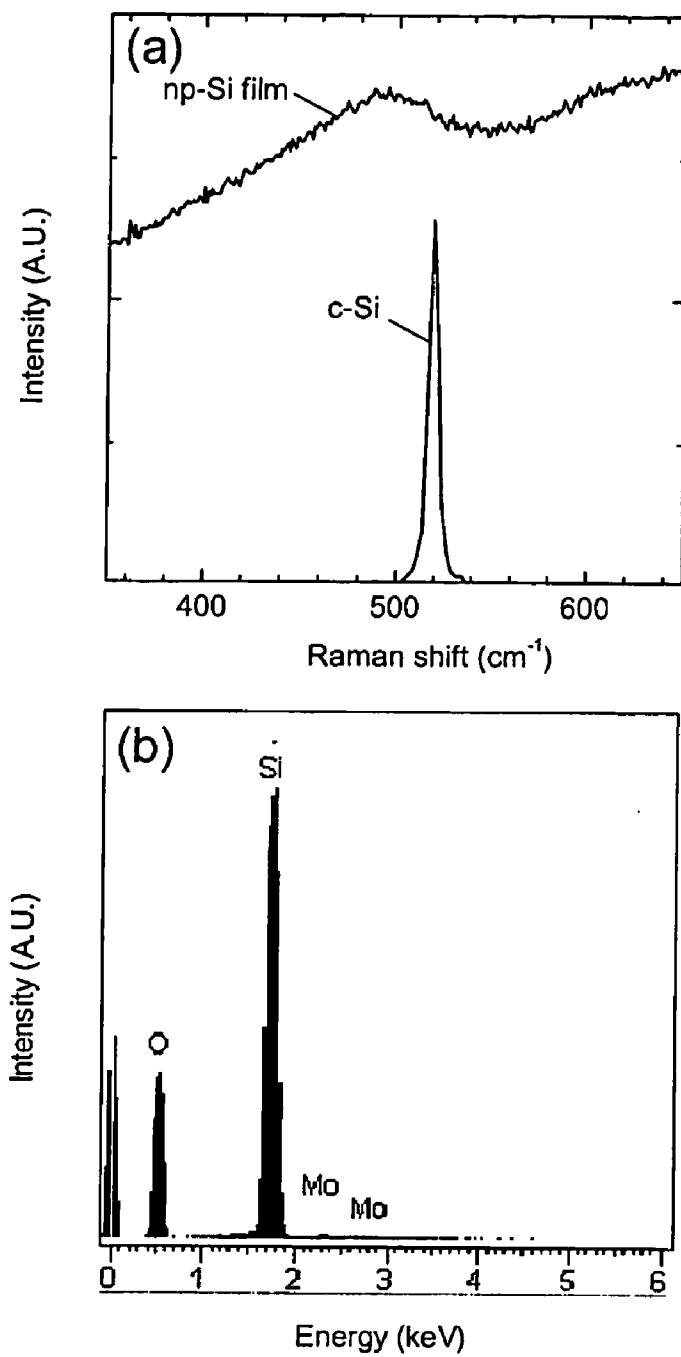 (a)
np-Si film
c-Si
Intensity (A.U.)
400 500 600
Raman shift (cm⁻¹)
(b)
Si
O
Mo
Mo
Intensity (A.U.)
0 1 2 3 4 5 6
Energy (keV)